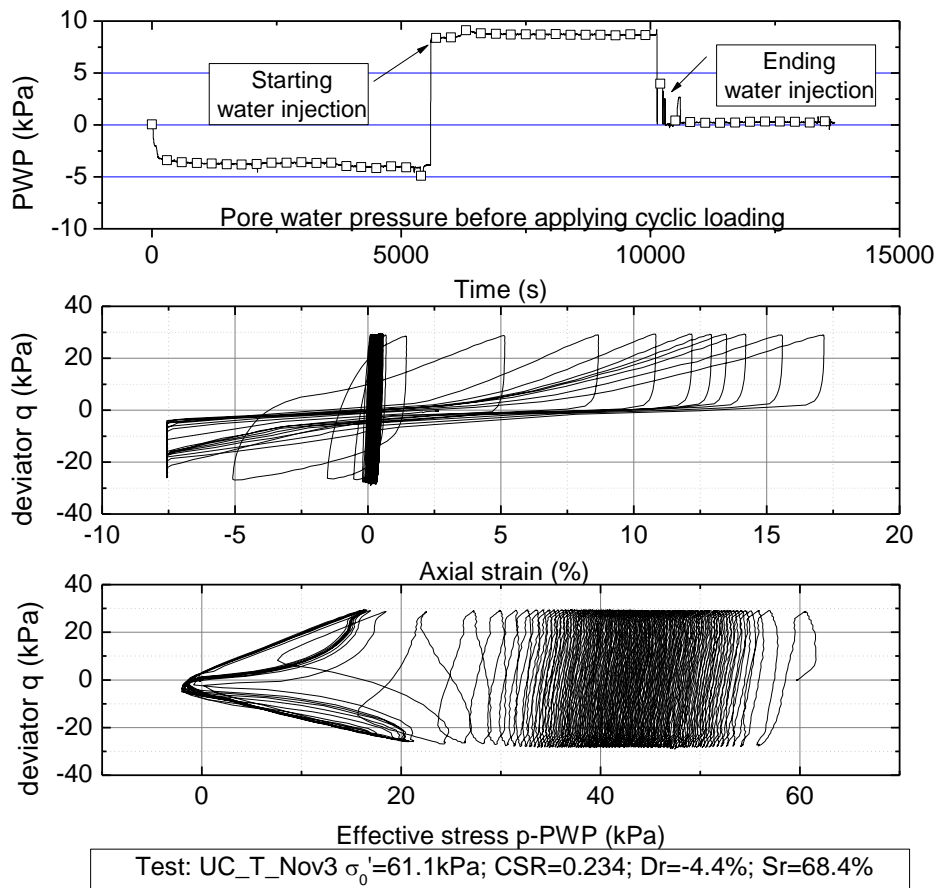 10
5
0
-5
-10
PWP (kPa)
Starting
water injection
Ending
water injection
Pore water pressure before applying cyclic loading
0 5000 10000 15000
Time (s)
40
20
0
-20
-40
deviator q (kPa)
-10 -5 0 5 10 15 20
Axial strain (%)
40
20
0
-20
-40
deviator q (kPa)
0 20 40 60
Effective stress p-PWP (kPa)
Test: UC_T_Nov3 σ0'=61.1kPa; CSR=0.234; Dr=-4.4%; Sr=68.4%